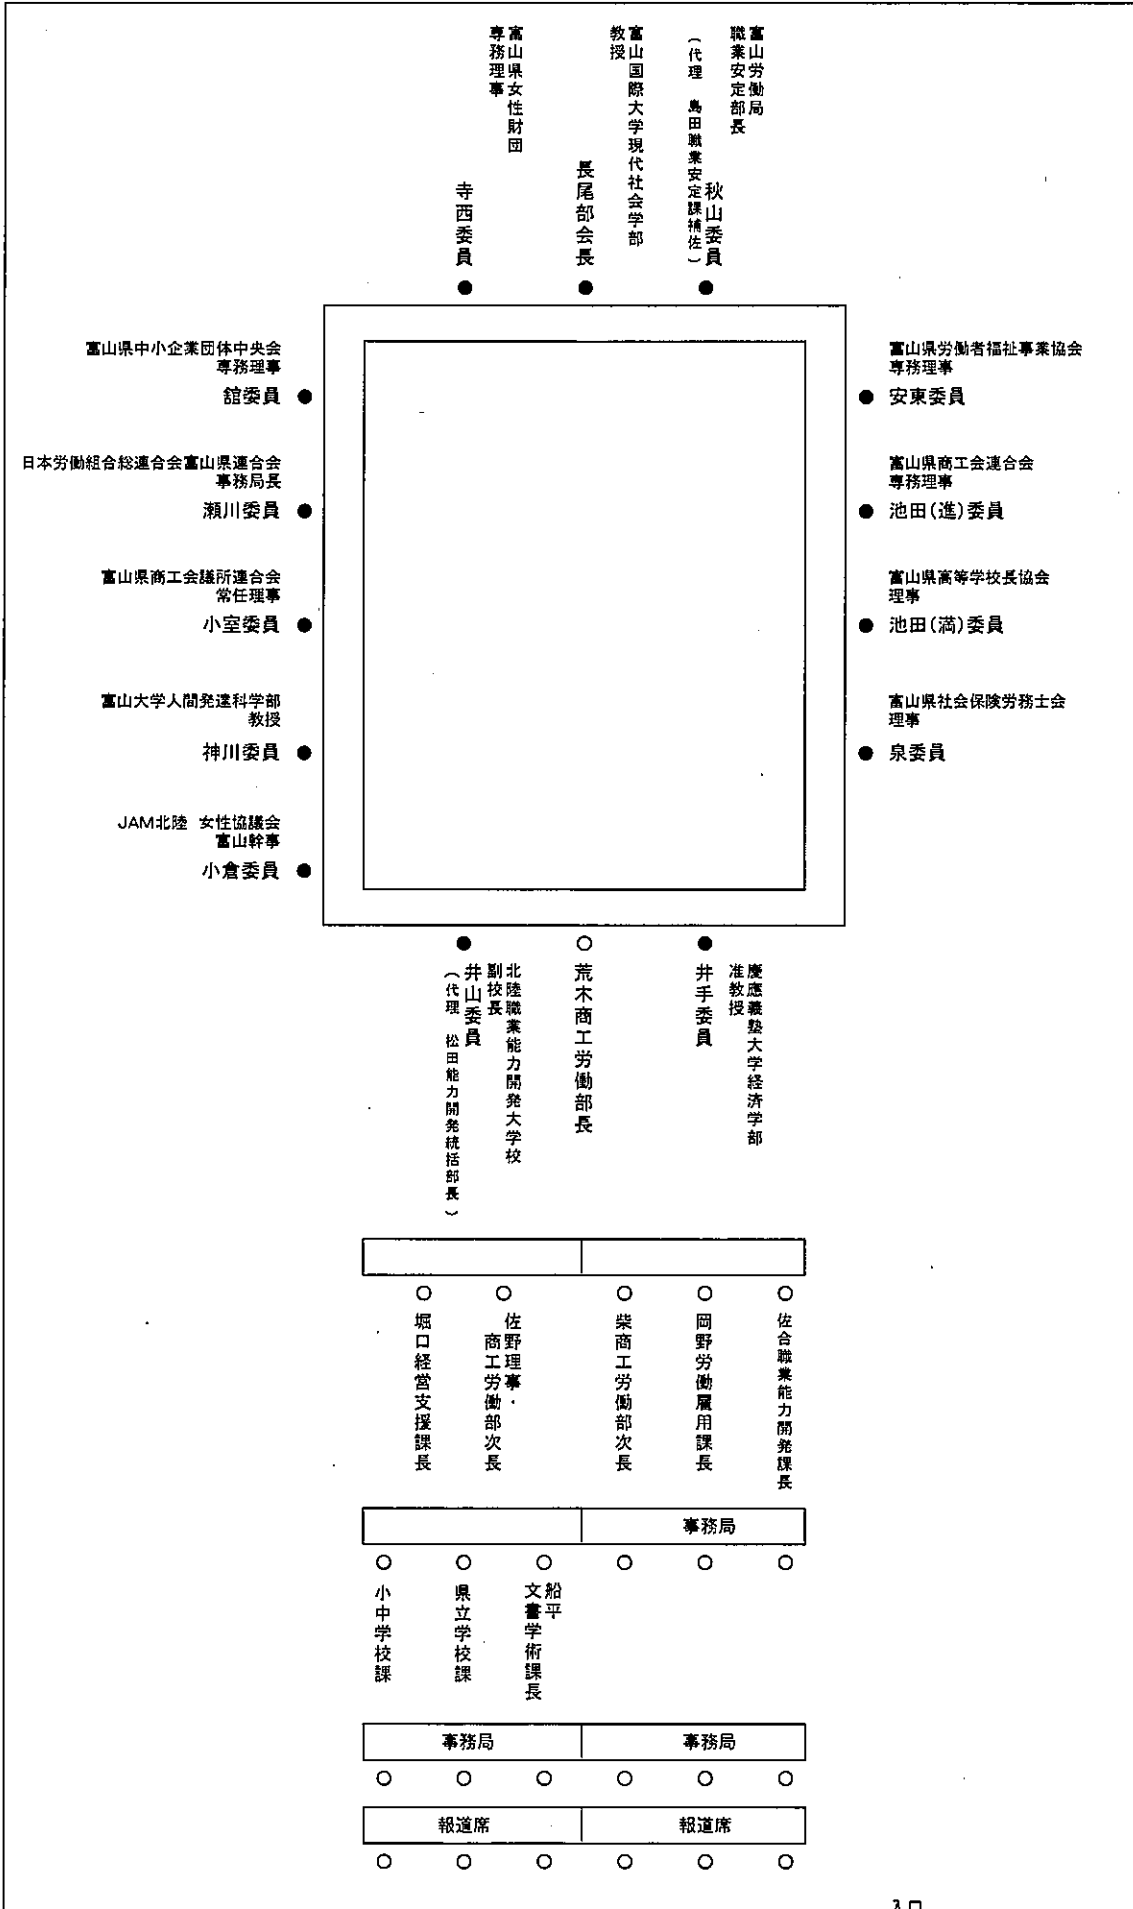 富山労働局
職業安定部長
秋山委員
(代理 島田職業安定課補佐)
富山国際大学現代社会学部
教授
長尾部会長
富山県女性財団
専務理事
寺西委員
富山県中小企業団体中央会
専務理事
舘委員
日本労働組合総連合会富山県連合会
事務局長
瀬川委員
富山県商工会議所連合会
常任理事
小室委員
富山大学人間発達科学部
教授
神川委員
JAM北陸 女性協議会
富山幹事
小倉委員
富山県労働者福祉事業協会
専務理事
安東委員
富山県商工会連合会
専務理事
池田(進)委員
富山県高等学校長協会
理事
池田(満)委員
富山県社会保険労務士会
理事
泉委員
慶應義塾大学経済学部
准教授
井手委員
荒木商工労働部長
北陸職業能力開発大学校
副校長
井山委員
(代理 松田能力開発統括部長)
佐合職業能力開発課長
岡野労働雇用課長
柴商工労働部次長
佐野理事・
商工労働部次長
堀口経営支援課長
事務局
船平
文書学術課長
県立学校課
小中学校課
事務局
事務局
報道席
報道席
入口